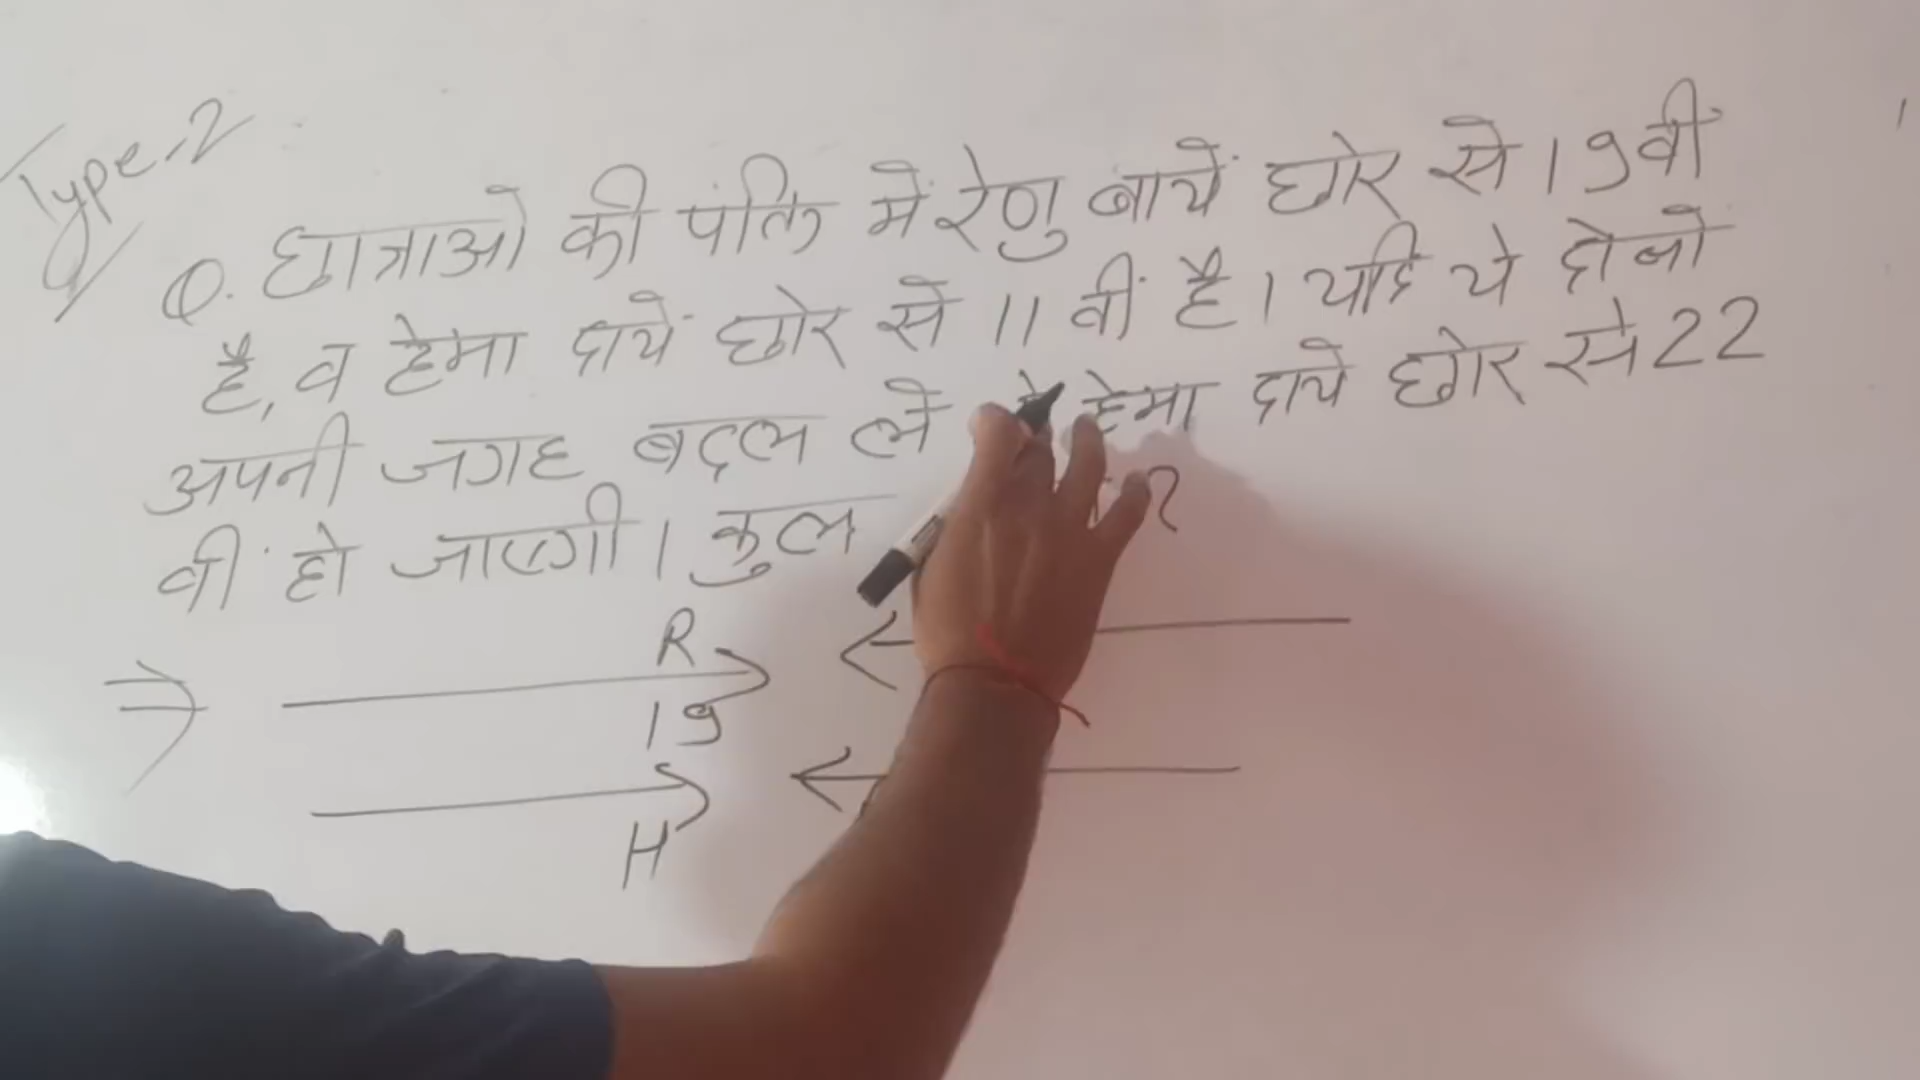 Type-2
Q. छात्राओ की पंक्ति में रेणु बायें छोर से 19वीं
है, व हेमा दायें छोर से 11 वीं है। यदि ये दोनो
अपनी जगह बदल ले हेमा दाये छोर से 22
वीं हो जाएगी। कुल ?
⇒ R
19
H